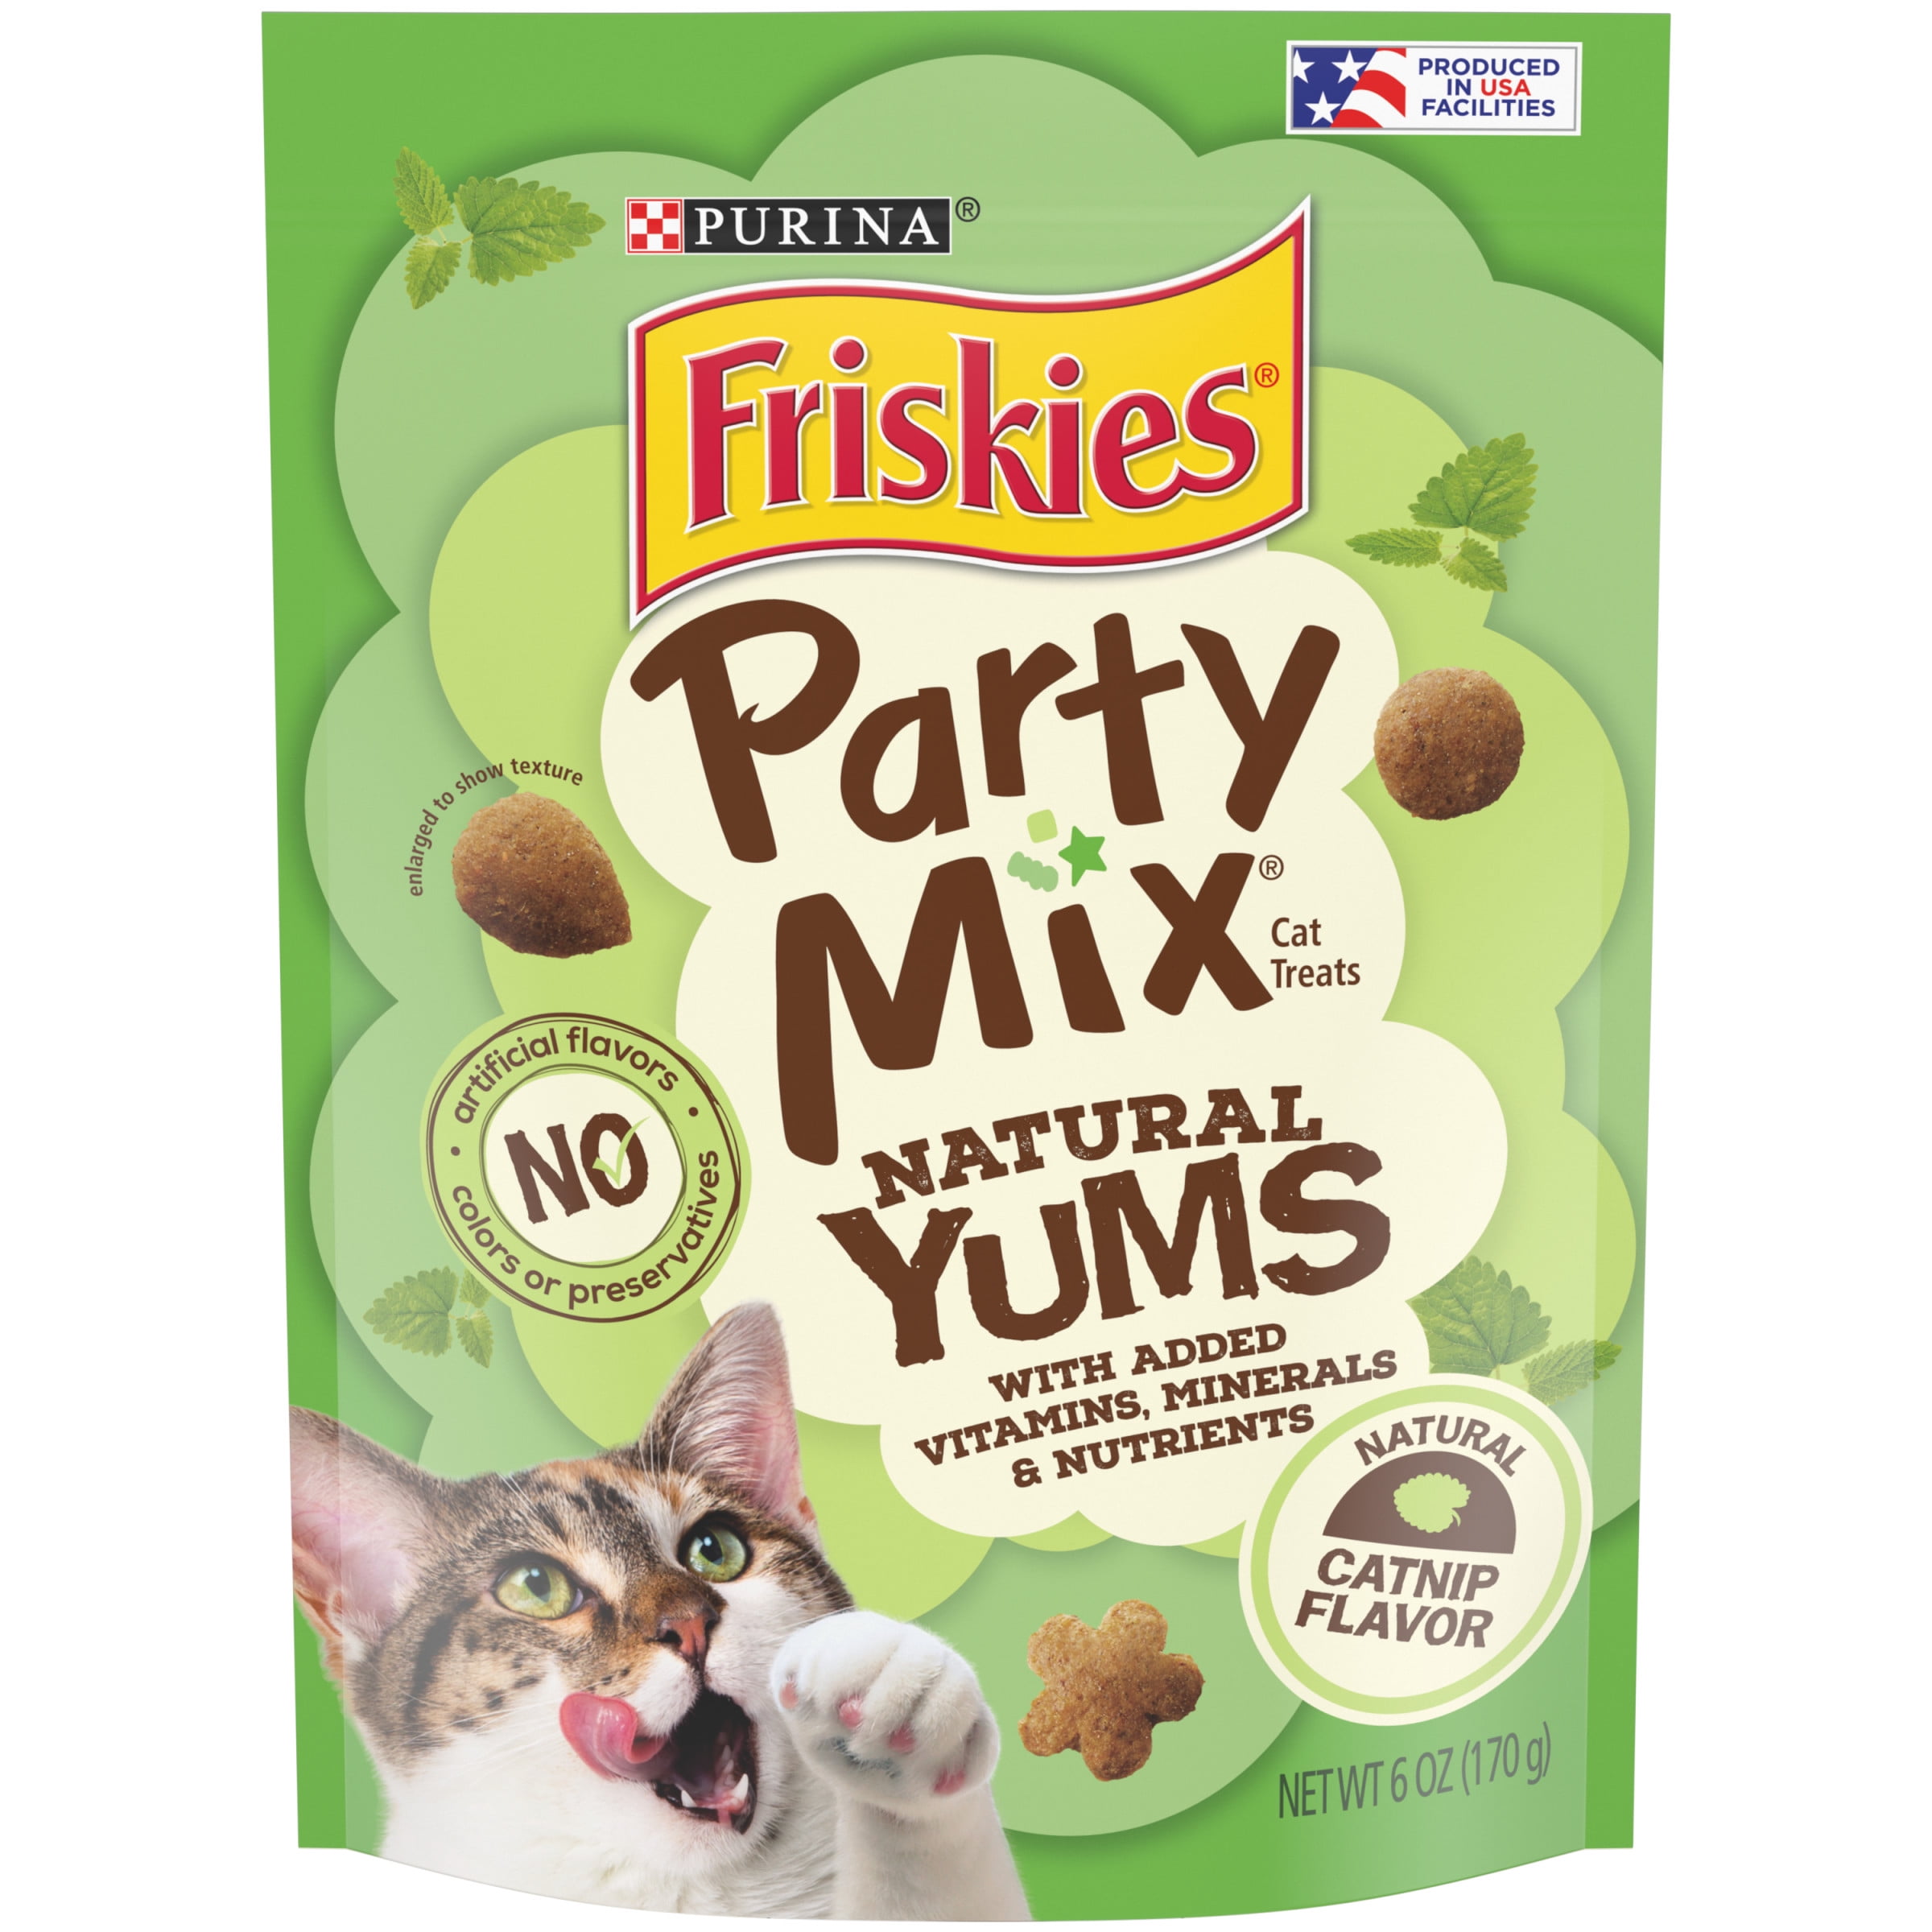 PRODUCED
IN USA
FACILITIES
PURINA®
Friskies®
Party
Mix®
Cat
Treats
enlarged to show texture
artificial flavors
NO
colors or preservatives
NATURAL
YUMS
WITH ADDED
VITAMINS, MINERALS
& NUTRIENTS
NATURAL
CATNIP
FLAVOR
NET WT 6 OZ (170 g)